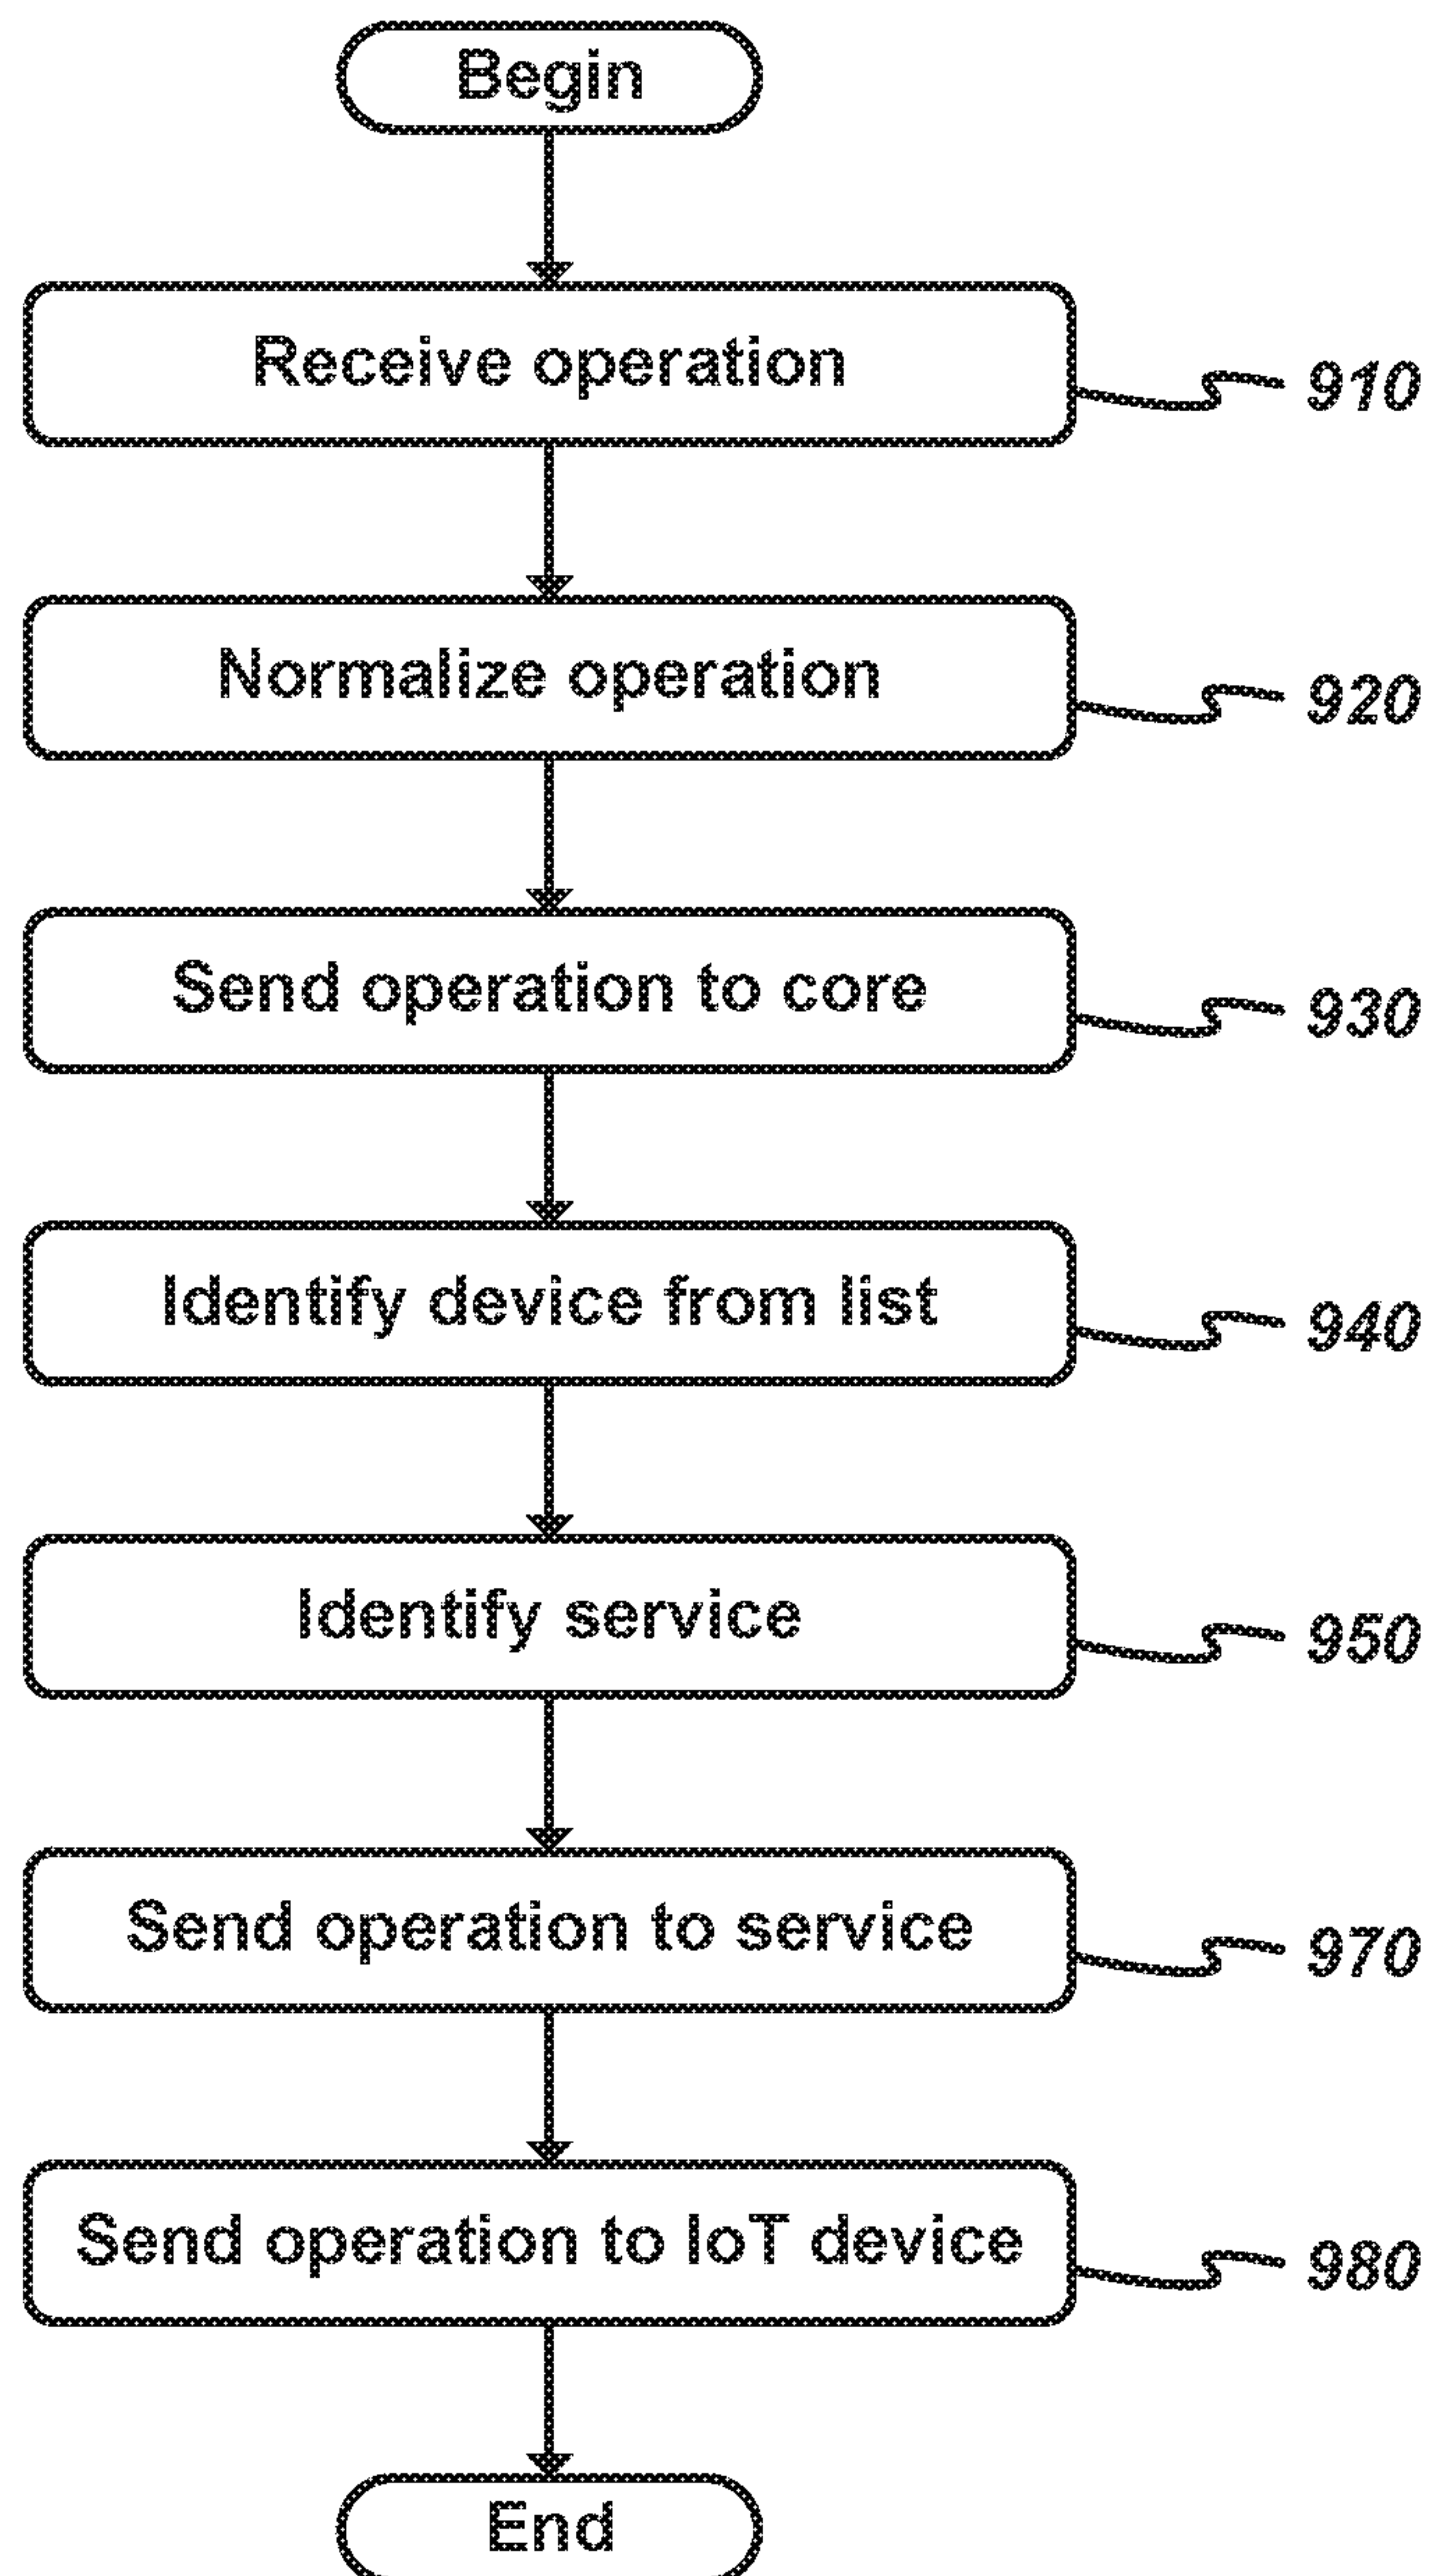 Begin
Receive operation
910
Normalize operation
920
Send operation to core
930
Identify device from list
940
Identify service
950
Send operation to service
970
Send operation to IoT device
980
End